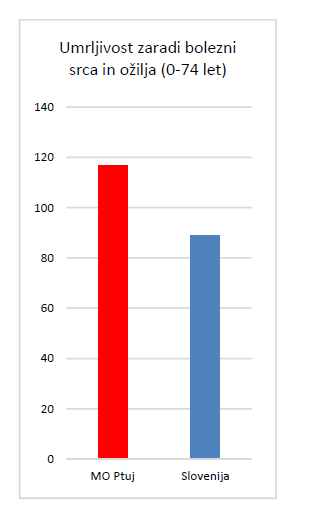 Umrljivost zaradi bolezni
srca in ožilja (0-74 let)
140
120
100
80
60
40
20
0
MO Ptuj
Slovenija